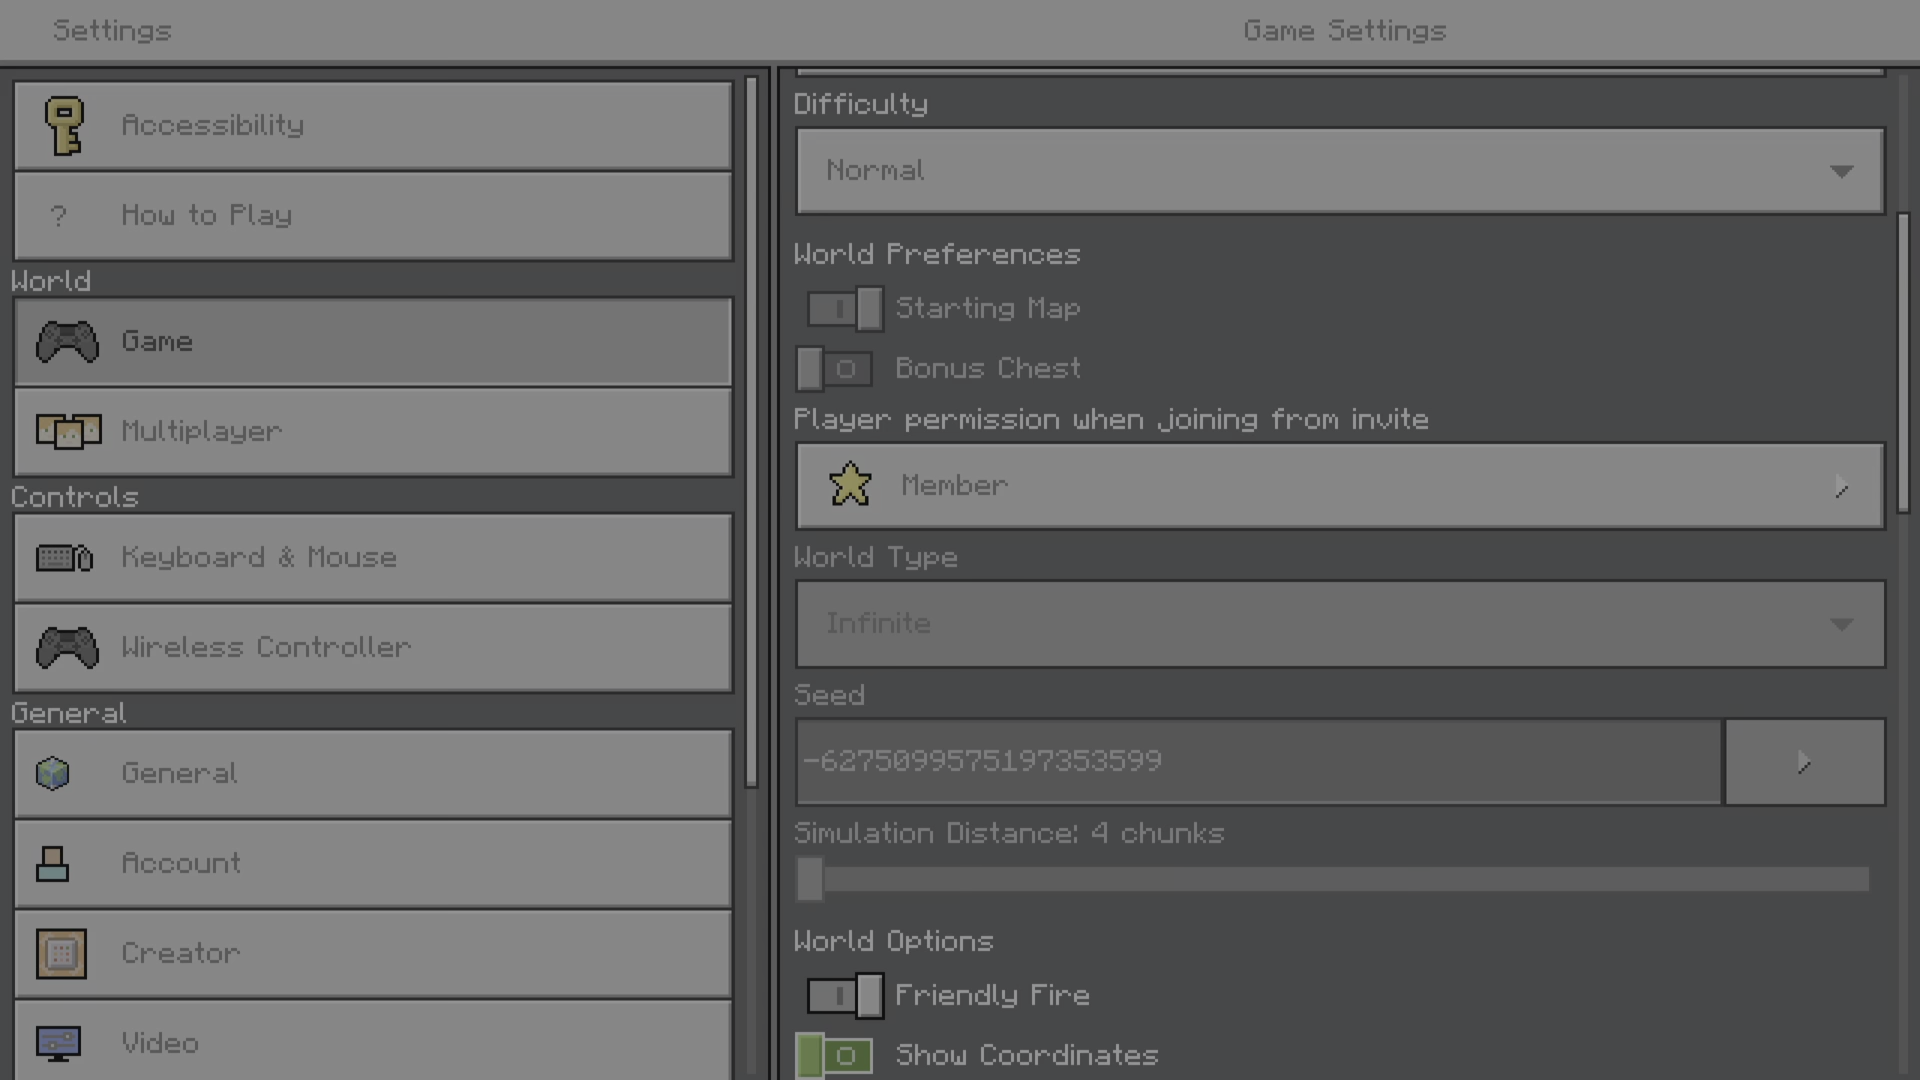 Settings
Game Settings
Accessibility
? How to Play
World
Game
Multiplayer
Controls
Keyboard & Mouse
Wireless Controller
General
General
Account
Creator
Video
Difficulty
Normal
World Preferences
Starting Map
Bonus Chest
Player permission when joining from invite
Member
World Type
Infinite
Seed
-6275099575197353599
Simulation Distance: 4 chunks
World Options
Friendly Fire
Show Coordinates